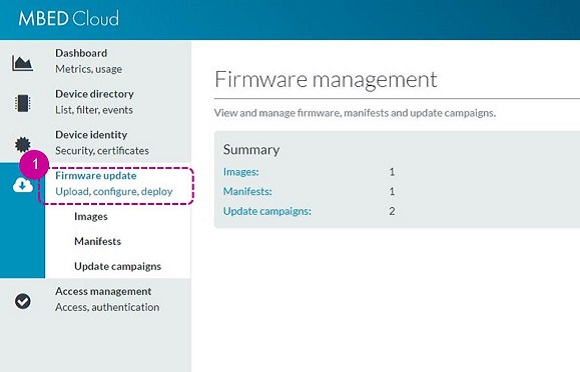 MBED Cloud
Dashboard
Metrics, usage
Device directory
List, filter, events
Device identity
Security, certificates
1
Firmware update
Upload, configure, deploy
Images
Manifests
Update campaigns
Access management
Access, authentication
Firmware management
View and manage firmware, manifests and update campaigns.
Summary
Images: 1
Manifests: 1
Update campaigns: 2